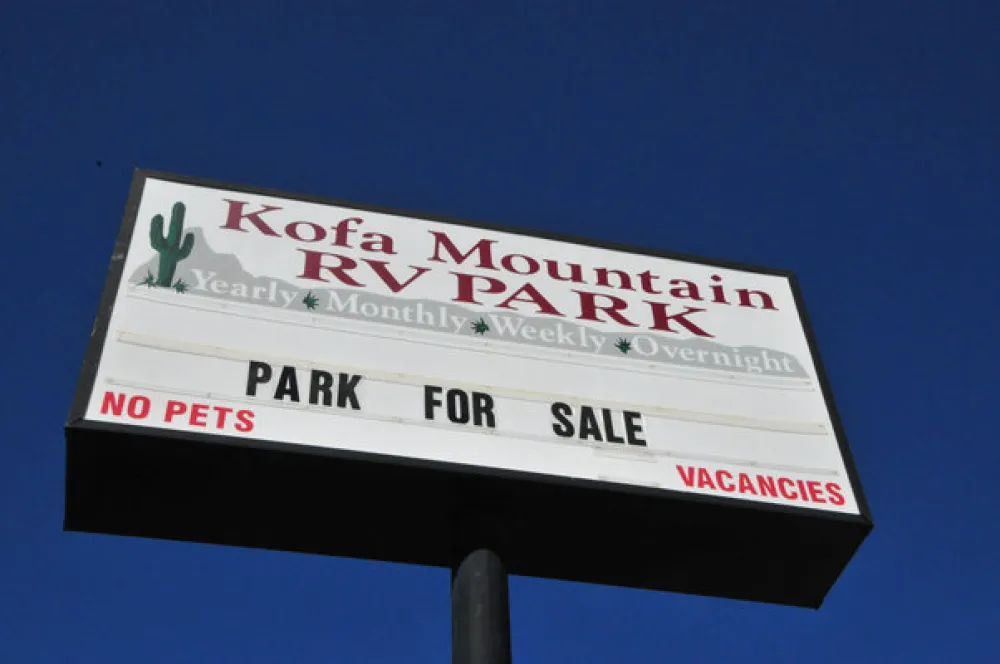 Kofa Mountain
RV PARK
Yearly Monthly Weekly Overnight
PARK FOR SALE
NO PETS
VACANCIES